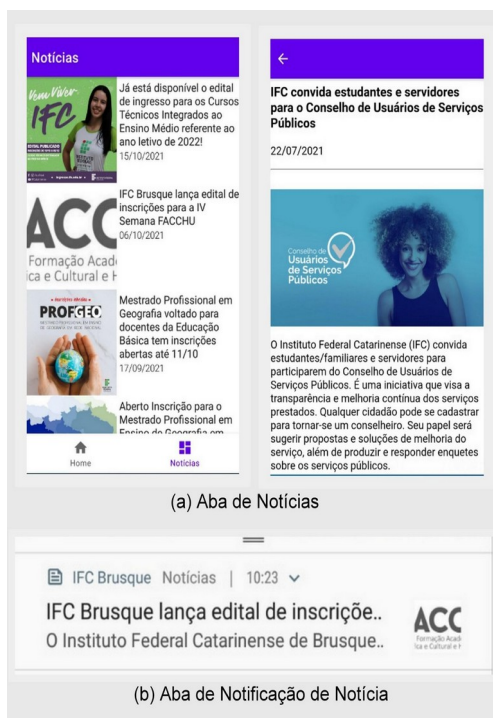 Notícias
Vem Viver
IFC
EDITAL PUBLICADO
Já está disponível o edital
de ingresso para os Cursos
Técnicos Integrados ao
Ensino Médio referente ao
ano letivo de 2022!
15/10/2021
ACC
Formação Acad
ica e Cultural e H
IFC Brusque lança edital de
inscrições para a IV
Semana FACCHU
06/10/2021
PROFGEO
Mestrado Profissional em
Geografia voltado para
docentes da Educação
Básica tem inscrições
abertas até 11/10
17/09/2021
Aberto Inscrição para o
Mestrado Profissional em
Ensino de Geografia em
Home
Notícias
IFC convida estudantes e servidores
para o Conselho de Usuários de Serviços
Públicos
22/07/2021
Conselho de
Usuários
de Serviços
Públicos
O Instituto Federal Catarinense (IFC) convida
estudantes/familiares e servidores para
participarem do Conselho de Usuários de
Serviços Públicos. É uma iniciativa que visa a
transparência e melhoria contínua dos serviços
prestados. Qualquer cidadão pode se cadastrar
para tornar-se um conselheiro. Seu papel será
sugerir propostas e soluções de melhoria do
serviço, além de produzir e responder enquetes
sobre os serviços públicos.
(a) Aba de Notícias
IFC Brusque Notícias | 10:23
IFC Brusque lança edital de inscriçõe..
O Instituto Federal Catarinense de Brusque..
ACC
Formação Acad
ica e Cultural e H
(b) Aba de Notificação de Notícia